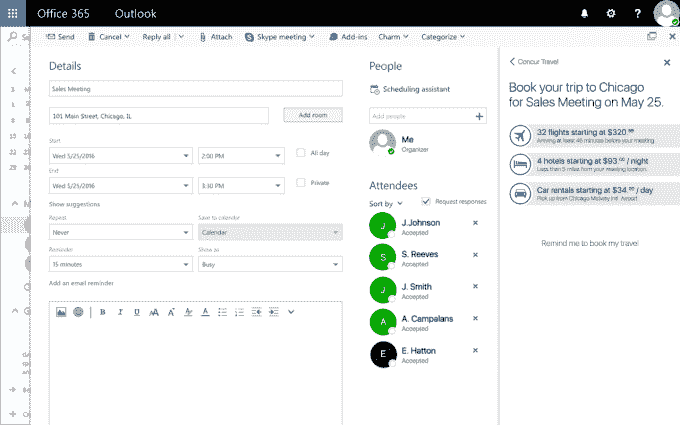 Office 365
Outlook
Send
Cancel
Reply all
Attach
Skype meeting
Add-ins
Charm
Categorize
Details
Sales Meeting
101 Main Street, Chicago, IL
Add room
Start
Wed 5/25/2016
2:00 PM
All day
End
Wed 5/25/2016
3:30 PM
Private
Show suggestions
Repeat
Save to calendar
Never
Calendar
Reminder
Show as
15 minutes
Busy
Add an email reminder
B I U AA A A A
People
Scheduling assistant
Add people
Me
Organizer
Attendees
Sort by
Request responses
J
J.Johnson
Accepted
S
S. Reeves
Accepted
J
J. Smith
Accepted
A
A. Campalans
Accepted
E
E. Hatton
Accepted
Concur Travel
Book your trip to Chicago
for Sales Meeting on May 25.
32 flights starting at $320.
Arriving at least 46 minutes before your meeting
4 hotels starting at $93. / night
Less than 5 miles from your meeting location.
Car rentals starting at $34. / day
Pick up from Chicago Midway Intl. Airport
Remind me to book my travel